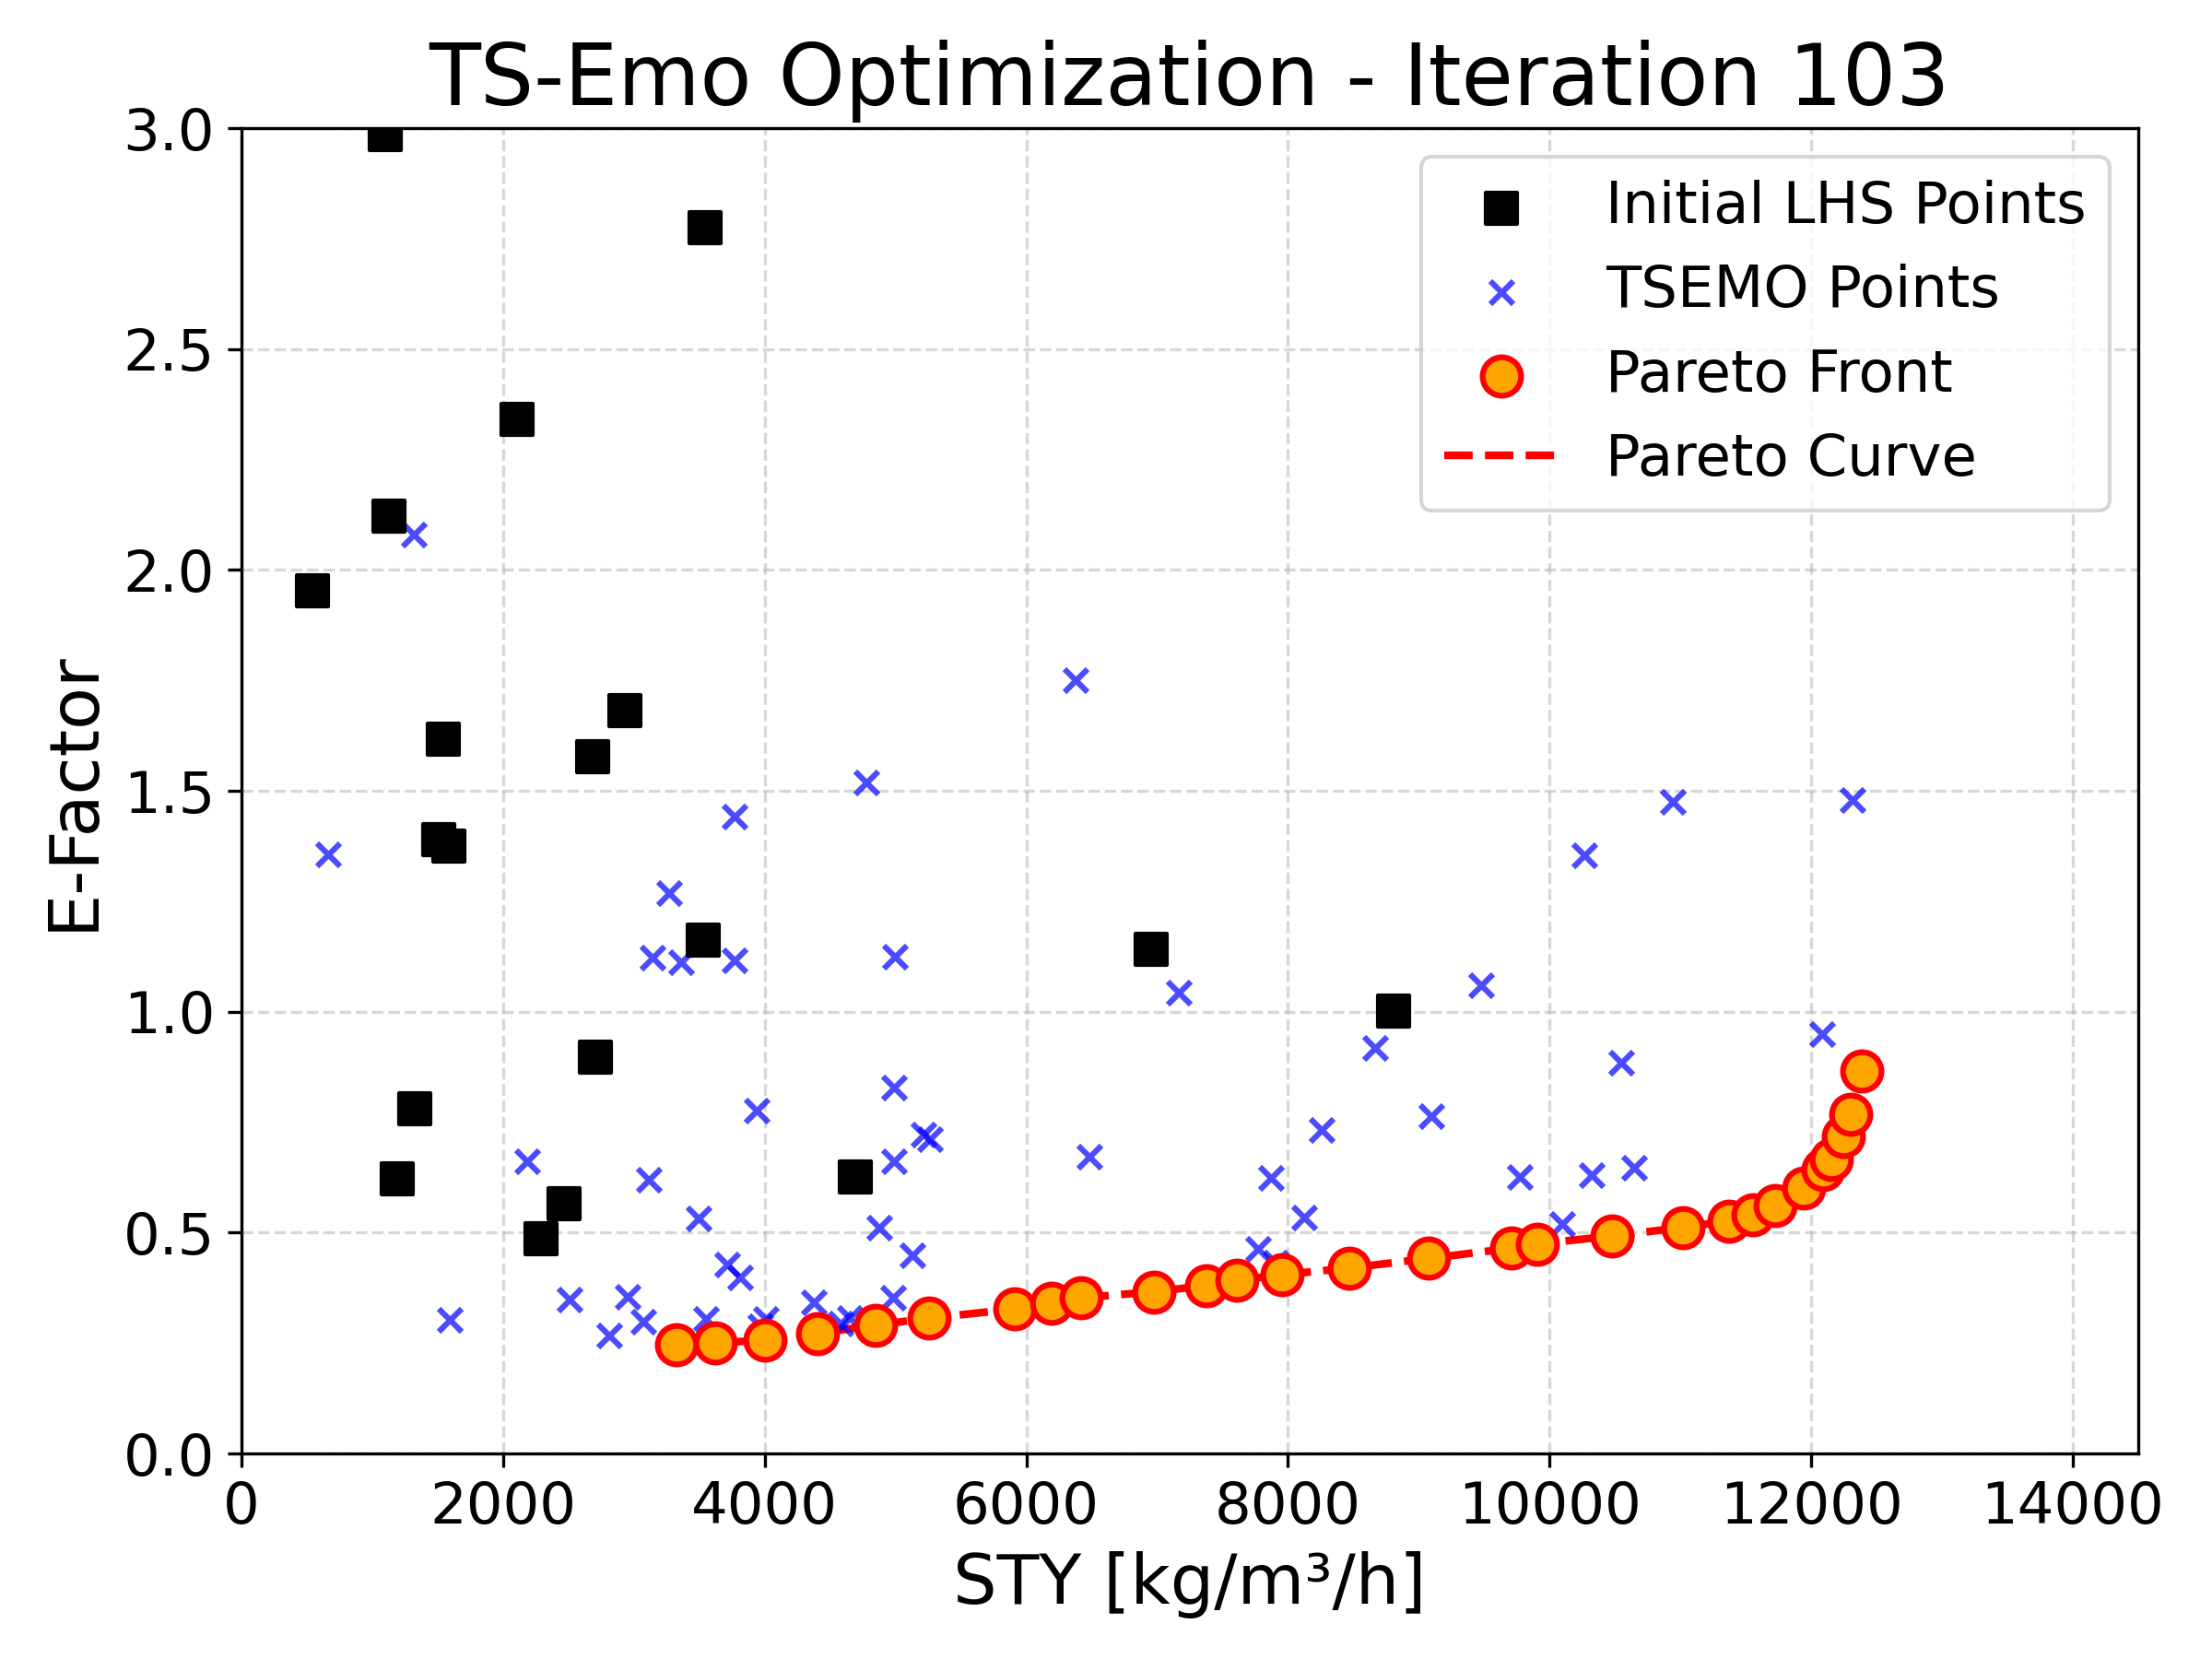 TS-Emo Optimization - Iteration 103
3.0
2.5
2.0
1.5
1.0
0.5
0.0
E-Factor
Initial LHS Points
TSEMO Points
Pareto Front
Pareto Curve
0 2000 4000 6000 8000 10000 12000 14000
STY [kg/m³/h]